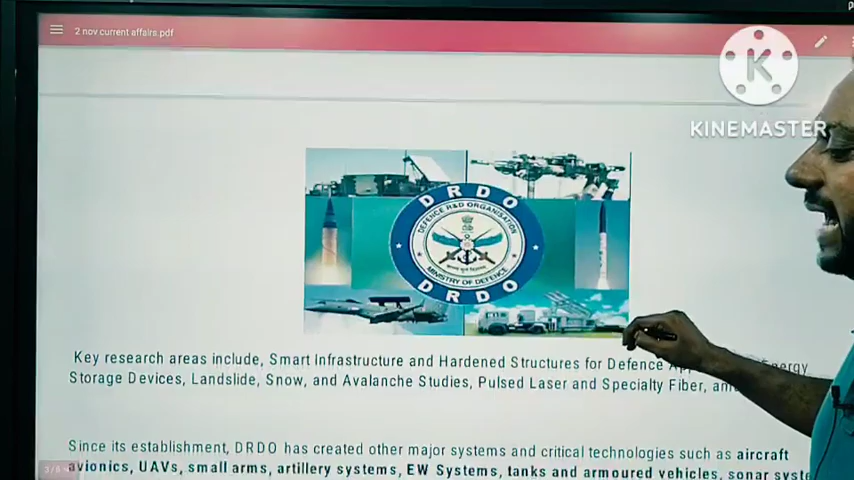 2 nov current affairs.pdf
KINEMASTER
DRDO
DEFENCE R&D ORGANISATION
MINISTRY OF DEFENCE
DRDO
Key research areas include, Smart Infrastructure and Hardened Structures for Defence Energy
Storage Devices, Landslide, Snow, and Avalanche Studies, Pulsed Laser and Specialty Fiber,
Since its establishment, DRDO has created other major systems and critical technologies such as aircraft
avionics, UAVs, small arms, artillery systems, EW Systems, tanks and armoured vehicles, sonar